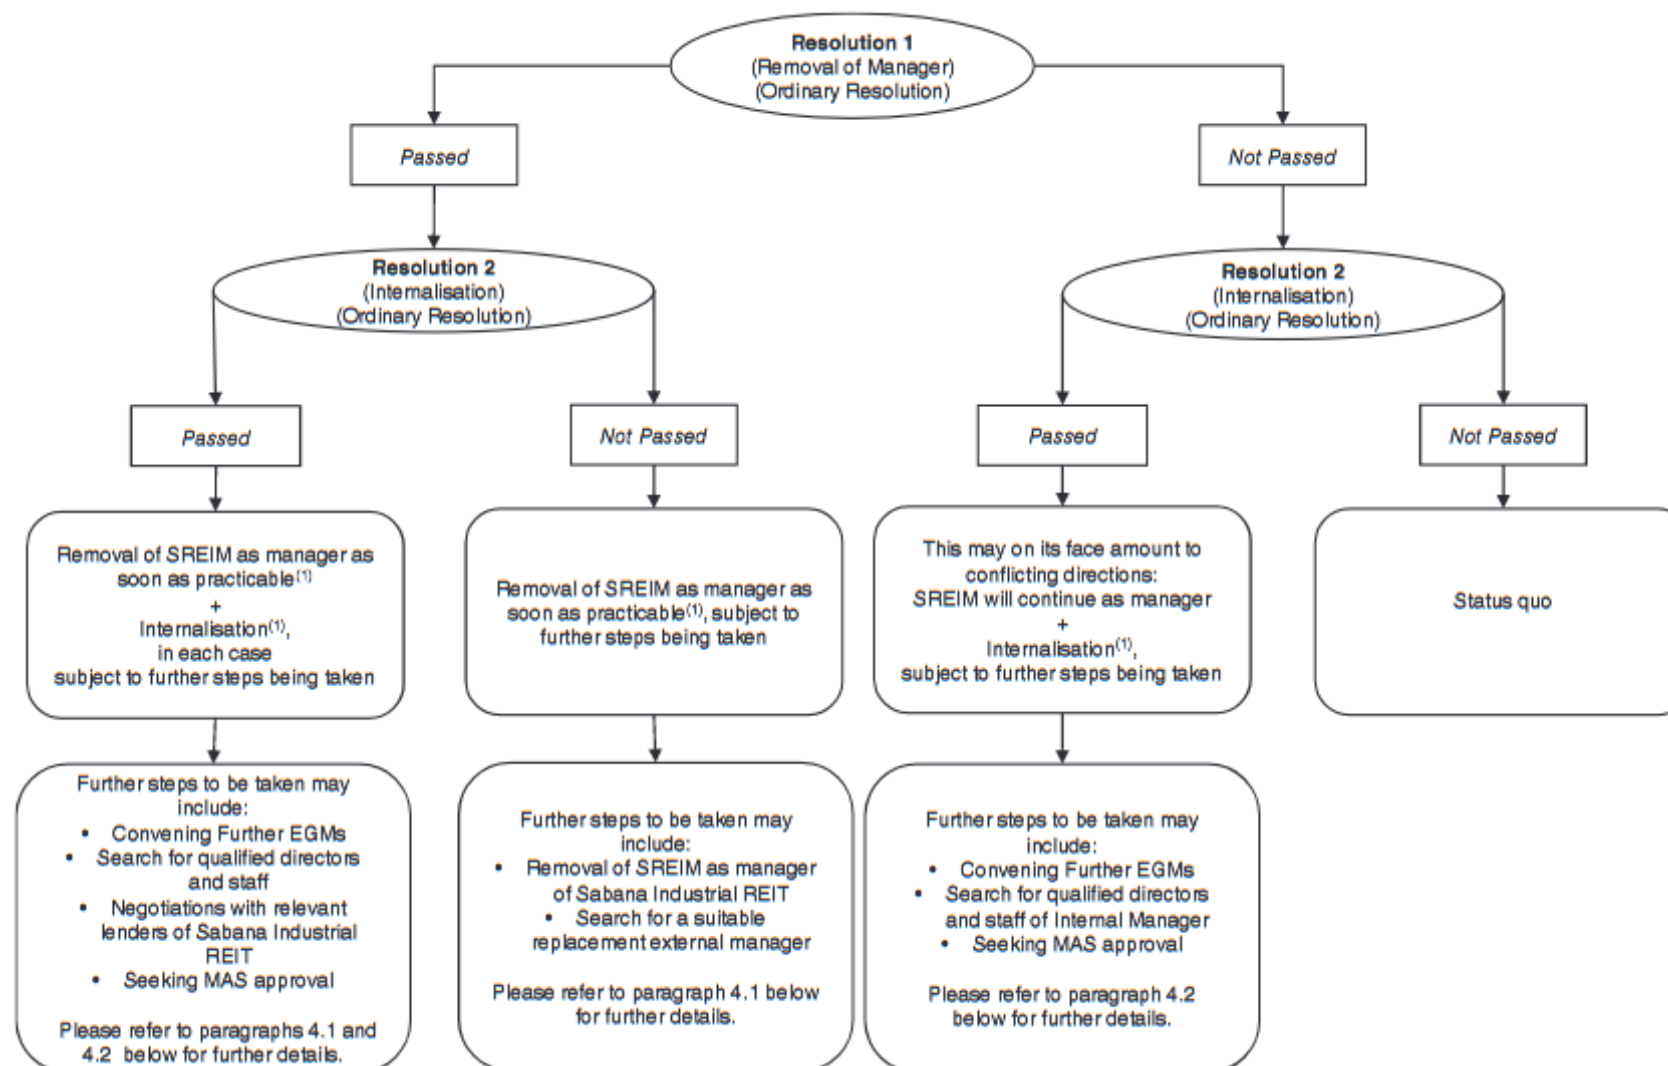 Resolution 1
(Removal of Manager)
(Ordinary Resolution)
Passed
Not Passed
Resolution 2
(Internalisation)
(Ordinary Resolution)
Resolution 2
(Internalisation)
(Ordinary Resolution)
Passed
Not Passed
Passed
Not Passed
Removal of SREIM as manager as
soon as practicable(1)
+
Internalisation(1),
in each case
subject to further steps being taken
Removal of SREIM as manager as
soon as practicable(1), subject to
further steps being taken
This may on its face amount to
conflicting directions:
SREIM will continue as manager
+
Internalisation(1),
subject to further steps being taken
Status quo
Further steps to be taken may
include:
• Convening Further EGMs
• Search for qualified directors
and staff
• Negotiations with relevant
lenders of Sabana Industrial
REIT
• Seeking MAS approval
Please refer to paragraphs 4.1 and
4.2 below for further details.
Further steps to be taken may
include:
• Removal of SREIM as manager
of Sabana Industrial REIT
• Search for a suitable
replacement external manager
Please refer to paragraph 4.1 below
for further details.
Further steps to be taken may
include:
• Convening Further EGMs
• Search for qualified directors
and staff of Internal Manager
• Seeking MAS approval
Please refer to paragraph 4.2
below for further details.